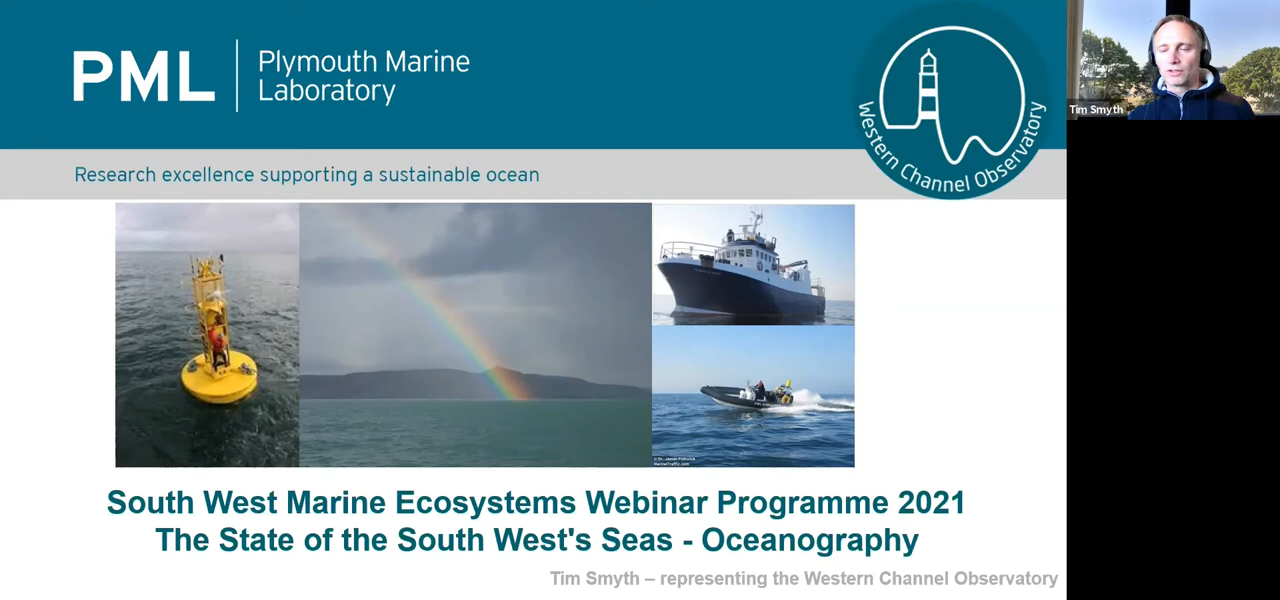 PML
Plymouth Marine
Laboratory
Western Channel Observatory
Tim Smyth
Research excellence supporting a sustainable ocean
South West Marine Ecosystems Webinar Programme 2021
The State of the South West's Seas - Oceanography
Tim Smyth – representing the Western Channel Observatory